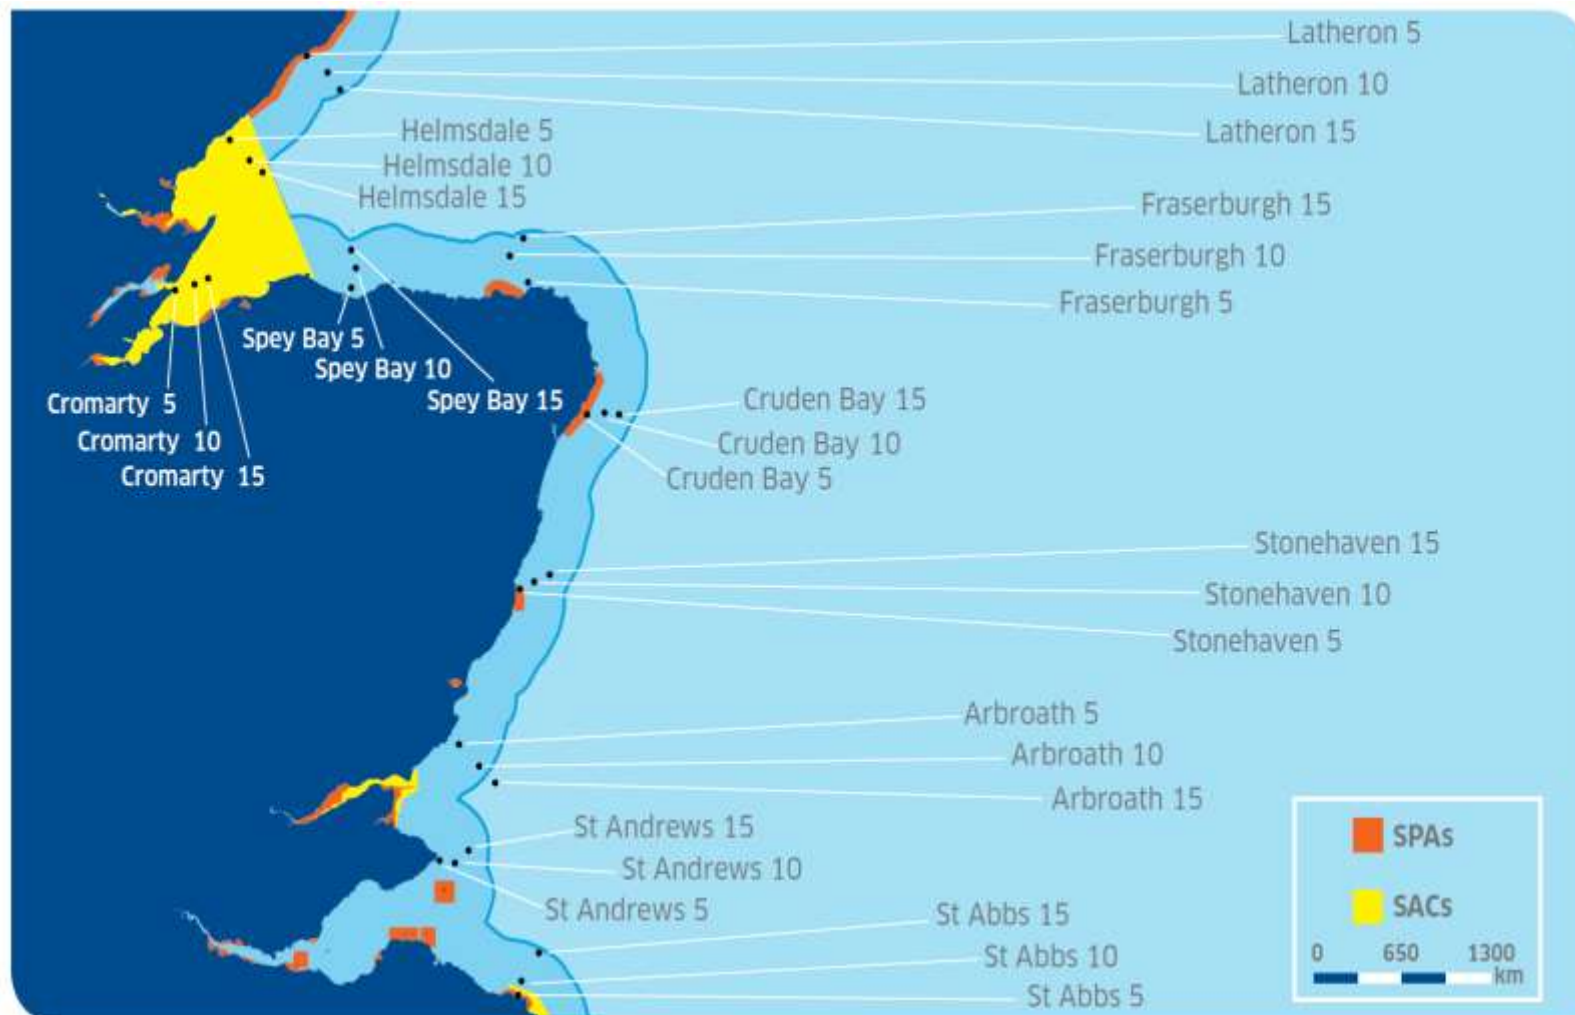 Latheron 5
Latheron 10
Latheron 15
Helmsdale 5
Helmsdale 10
Helmsdale 15
Fraserburgh 15
Fraserburgh 10
Fraserburgh 5
Spey Bay 5
Spey Bay 10
Spey Bay 15
Cromarty 5
Cromarty 10
Cromarty 15
Cruden Bay 15
Cruden Bay 10
Cruden Bay 5
Stonehaven 15
Stonehaven 10
Stonehaven 5
Arbroath 5
Arbroath 10
Arbroath 15
St Andrews 15
St Andrews 10
St Andrews 5
St Abbs 15
St Abbs 10
St Abbs 5
SPAs
SACs
0 650 1300
km